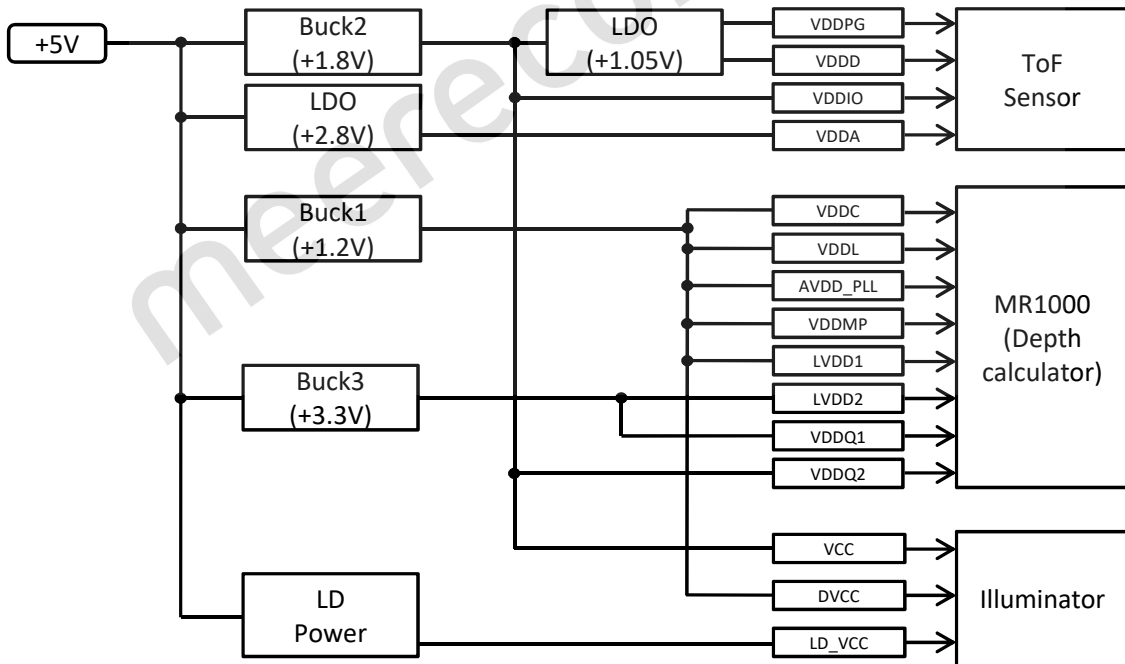 +5V
Buck2
(+1.8V)
LDO
(+1.05V)
LDO
(+2.8V)
Buck1
(+1.2V)
Buck3
(+3.3V)
LD
Power
VDDPG
VDDD
VDDIO
VDDA
ToF
Sensor
VDDC
VDDL
AVDD_PLL
VDDMP
LVDD1
LVDD2
VDDQ1
VDDQ2
MR1000
(Depth
calculator)
VCC
DVCC
LD_VCC
Illuminator
meereco